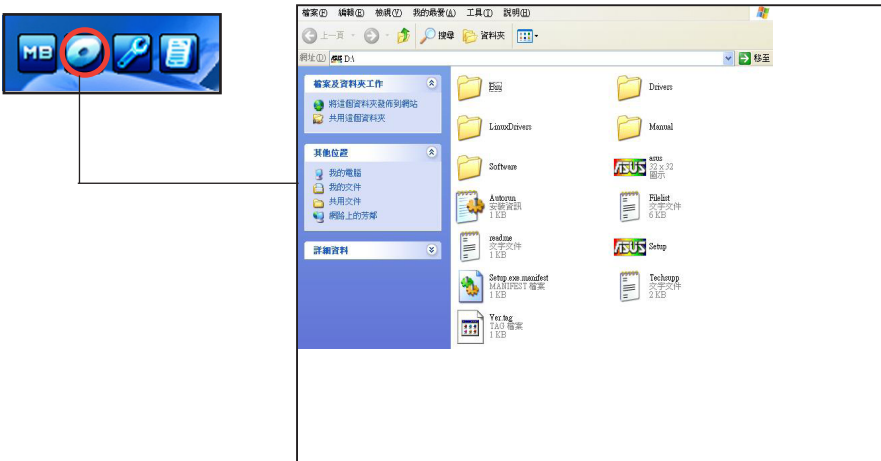 MB
檔案(F) 編輯(E) 檢視(V) 我的最愛(A) 工具(T) 說明(H)
上一頁 搜尋 資料夾
網址(D) D:\ 移至
檔案及資料夾工作
將這個資料夾發佈到網站
共用這個資料夾
其他位置
我的電腦
我的文件
共用文件
網路上的芳鄰
詳細資料
Bin
Drivers
LinuxDrivers
Manual
Software
ASUS
asus
32 x 32
圖示
Autorun
安裝資訊
1 KB
Filelist
文字文件
6 KB
readme
文字文件
1 KB
ASUS
Setup
Setup.exe.manifest
MANIFEST 檔案
1 KB
Techsupp
文字文件
2 KB
Ver.tag
TAG 檔案
1 KB